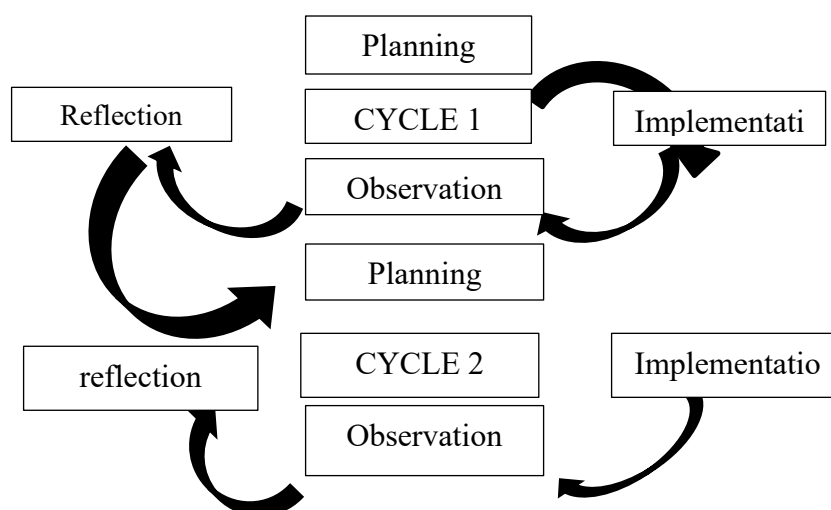 Planning
Reflection
CYCLE 1
Implementati
Observation
Planning
reflection
CYCLE 2
Implementatio
Observation